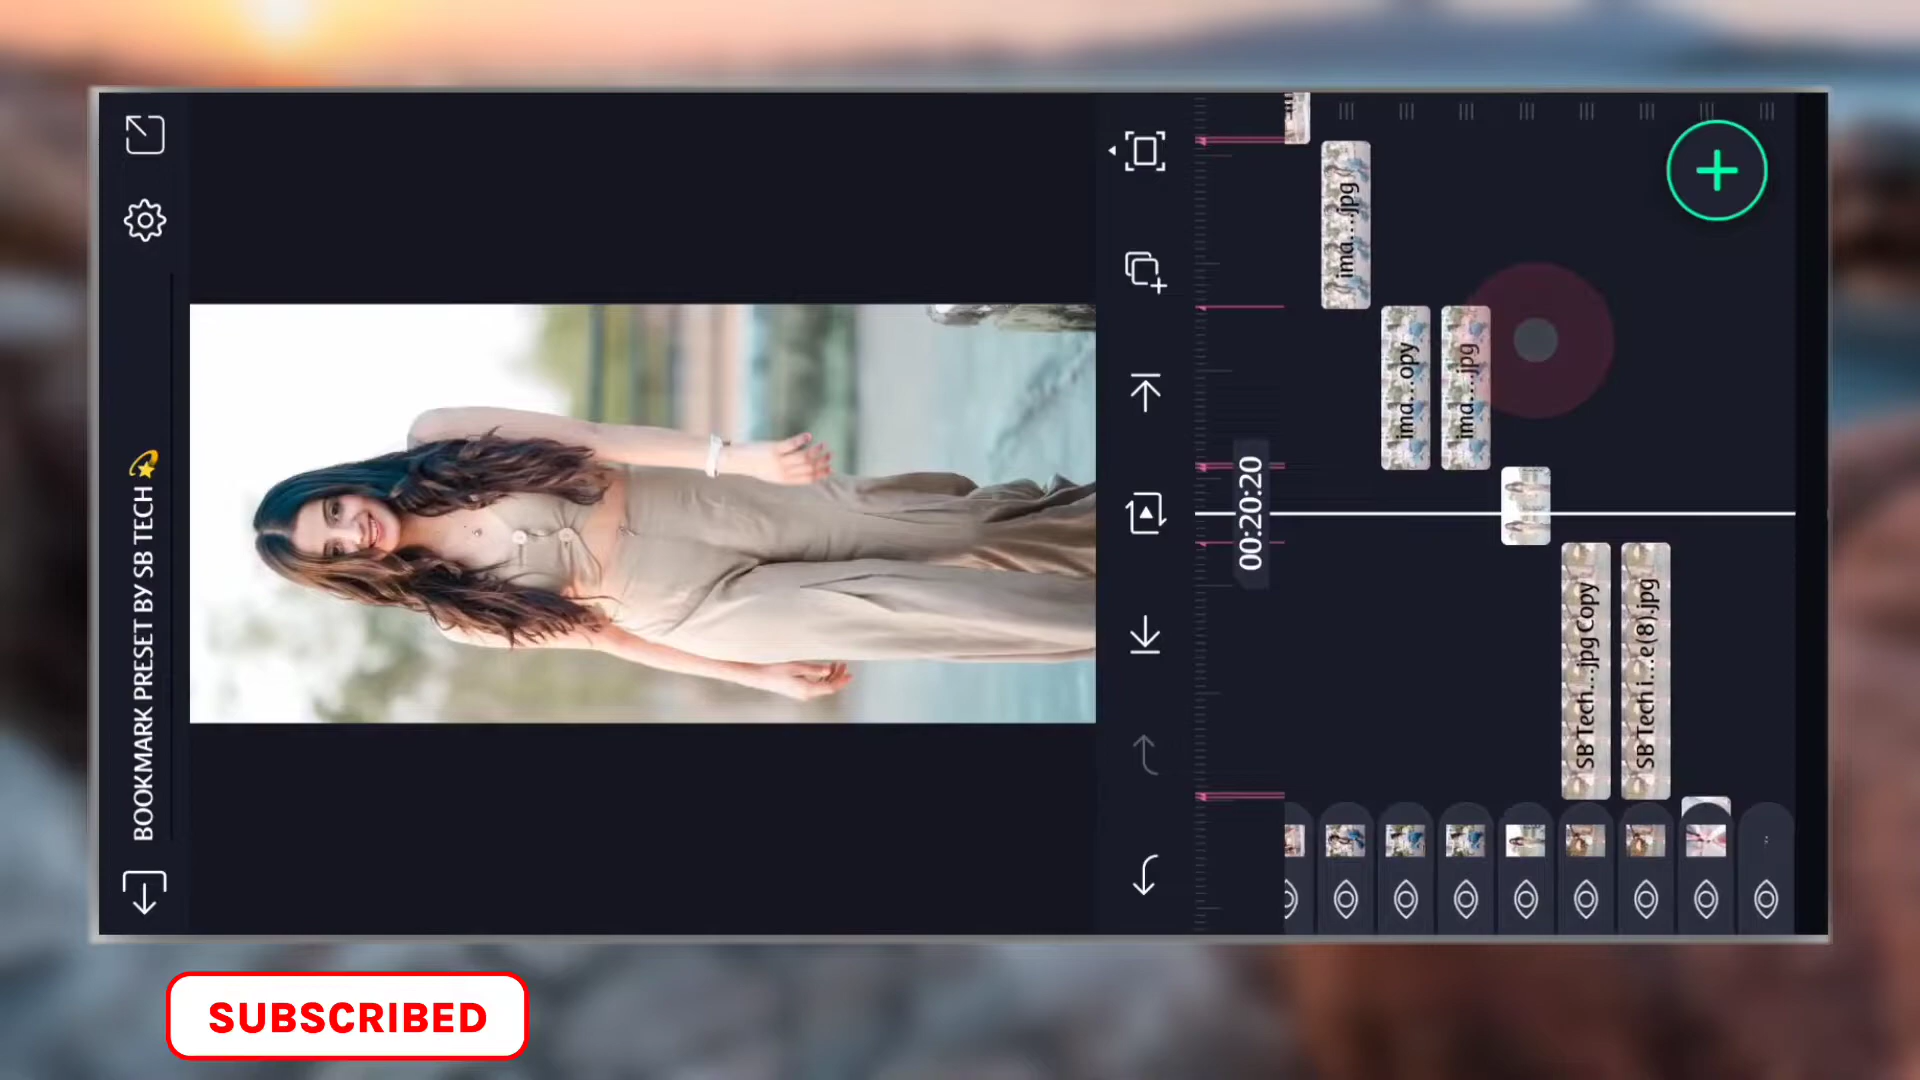 BOOKMARK PRESET BY SB TECH 💫
00:20:20
ima...jpg
ima...opy
ima...jpg
SB Tech...jpg Copy
SB Tech i...e(8).jpg
SUBSCRIBED